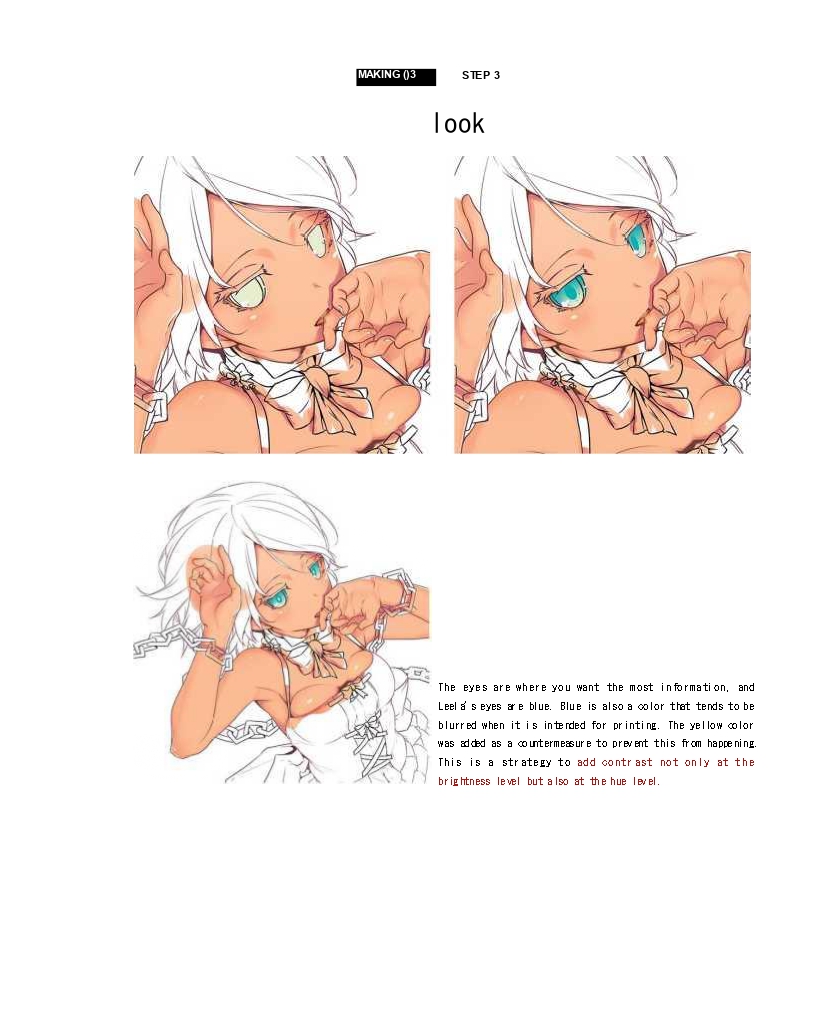 MAKING ()3 STEP 3
look
The eyes are where you want the most information, and
Leela's eyes are blue. Blue is also a color that tends to be
blurred when it is intended for printing. The yellow color
was added as a countermeasure to prevent this from happening.
This is a strategy to add contrast not only at the
brightness level but also at the hue level.